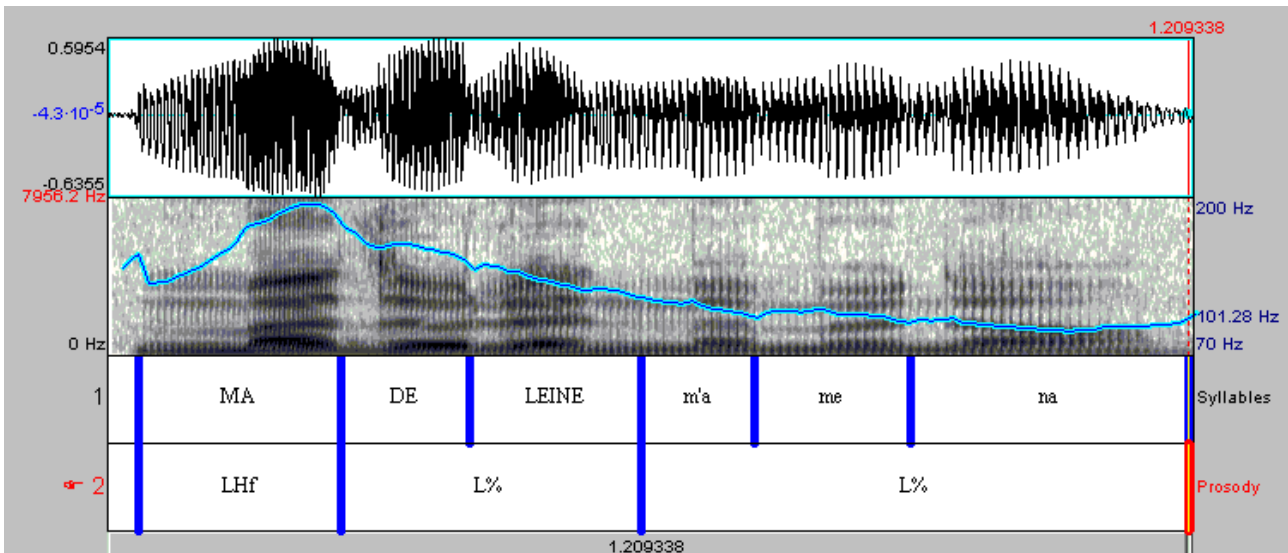 1.209338
0.5954
-4.3·10-5
-0.6355
7956.2 Hz
200 Hz
101.28 Hz
0 Hz
70 Hz
1 MA DE LEINE m'a me na Syllables
2 LHf L% L% Prosody
1.209338